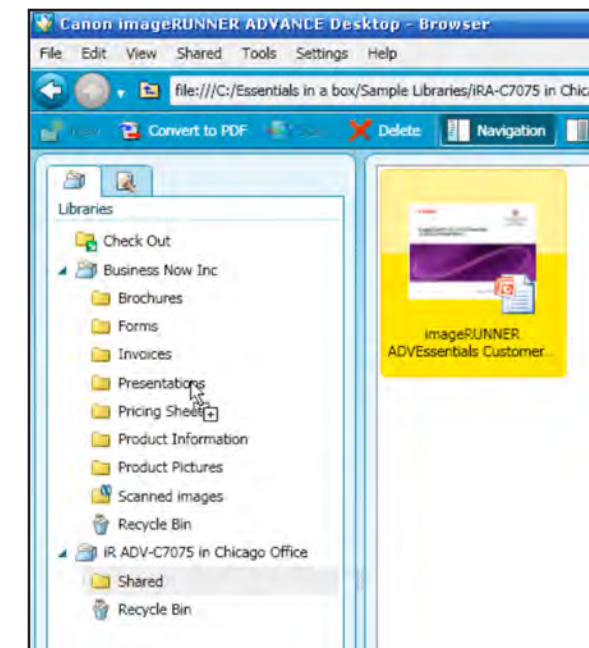 Canon imageRUNNER ADVANCE Desktop - Browser
File Edit View Shared Tools Settings Help
file:///C:/Essentials in a box/Sample Libraries/iRA-C7075 in Chic
Convert to PDF Delete Navigation
Libraries
Check Out
Business Now Inc
Brochures
Forms
Invoices
Presentations
Pricing Sheets
Product Information
Product Pictures
Scanned images
Recycle Bin
iR ADV-C7075 in Chicago Office
Shared
Recycle Bin
imageRUNNER
ADVEssentials Customer...